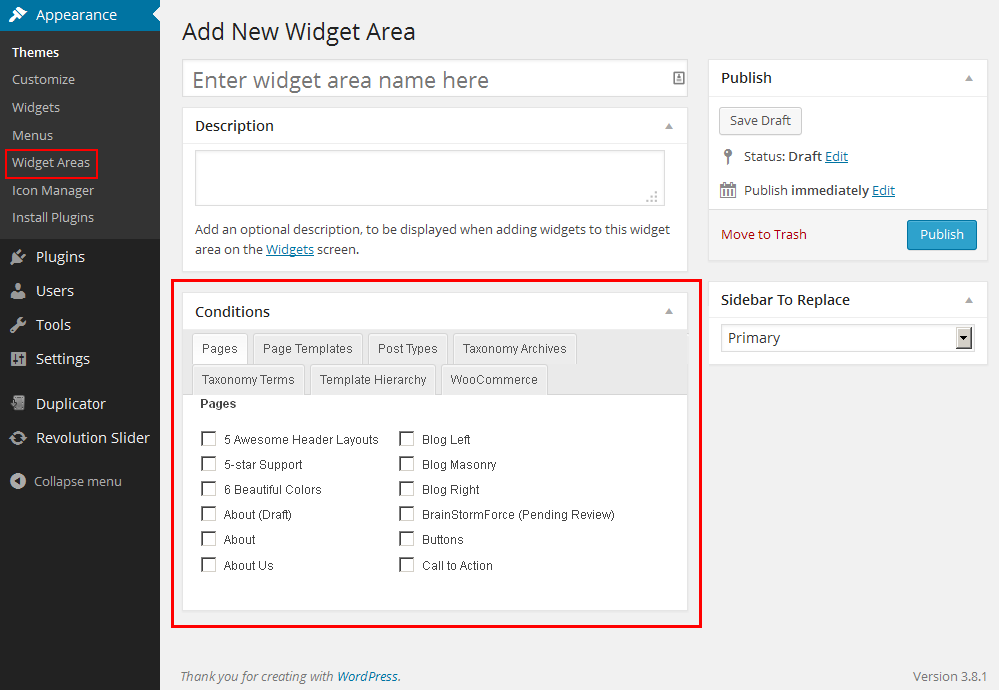 Appearance
Themes
Customize
Widgets
Menus
Widget Areas
Icon Manager
Install Plugins
Plugins
Users
Tools
Settings
Duplicator
Revolution Slider
Collapse menu
Add New Widget Area
Enter widget area name here
Description
Add an optional description, to be displayed when adding widgets to this widget
area on the Widgets screen.
Conditions
Pages Page Templates Post Types Taxonomy Archives
Taxonomy Terms Template Hierarchy WooCommerce
Pages
5 Awesome Header Layouts
5-star Support
6 Beautiful Colors
About (Draft)
About
About Us
Blog Left
Blog Masonry
Blog Right
BrainStormForce (Pending Review)
Buttons
Call to Action
Publish
Save Draft
Status: Draft Edit
Publish immediately Edit
Move to Trash Publish
Sidebar To Replace
Primary
Thank you for creating with WordPress.
Version 3.8.1